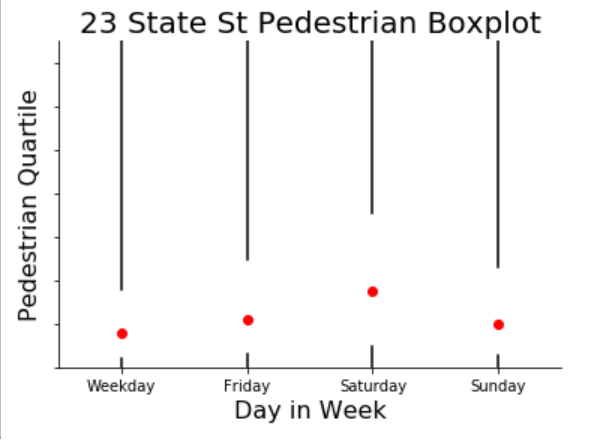 23 State St Pedestrian Boxplot
Pedestrian Quartile
Weekday Friday Saturday Sunday
Day in Week